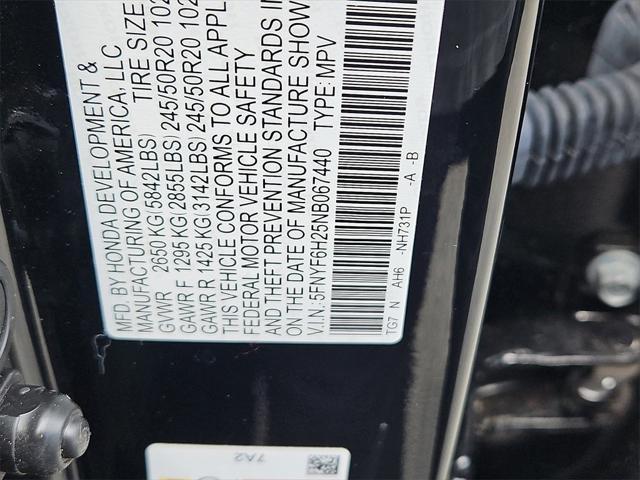 MFD. BY HONDA DEVELOPMENT &
MANUFACTURING OF AMERICA, LLC
GVWR 2650 KG(5842LBS) TIRE SIZE
GAWR F 1295 KG(2855LBS) 245/50R20 102
GAWR R 1425 KG(3142LBS) 245/50R20 102
THIS VEHICLE CONFORMS TO ALL APPL
FEDERAL MOTOR VEHICLE SAFETY
AND THEFT PREVENTION STANDARDS IN
ON THE DATE OF MANUFACTURE SHOW
V.I.N.: 5FNYF6H25NB067440 TYPE: MPV
TG7 N AH6 -NH731P -A -B
7A2